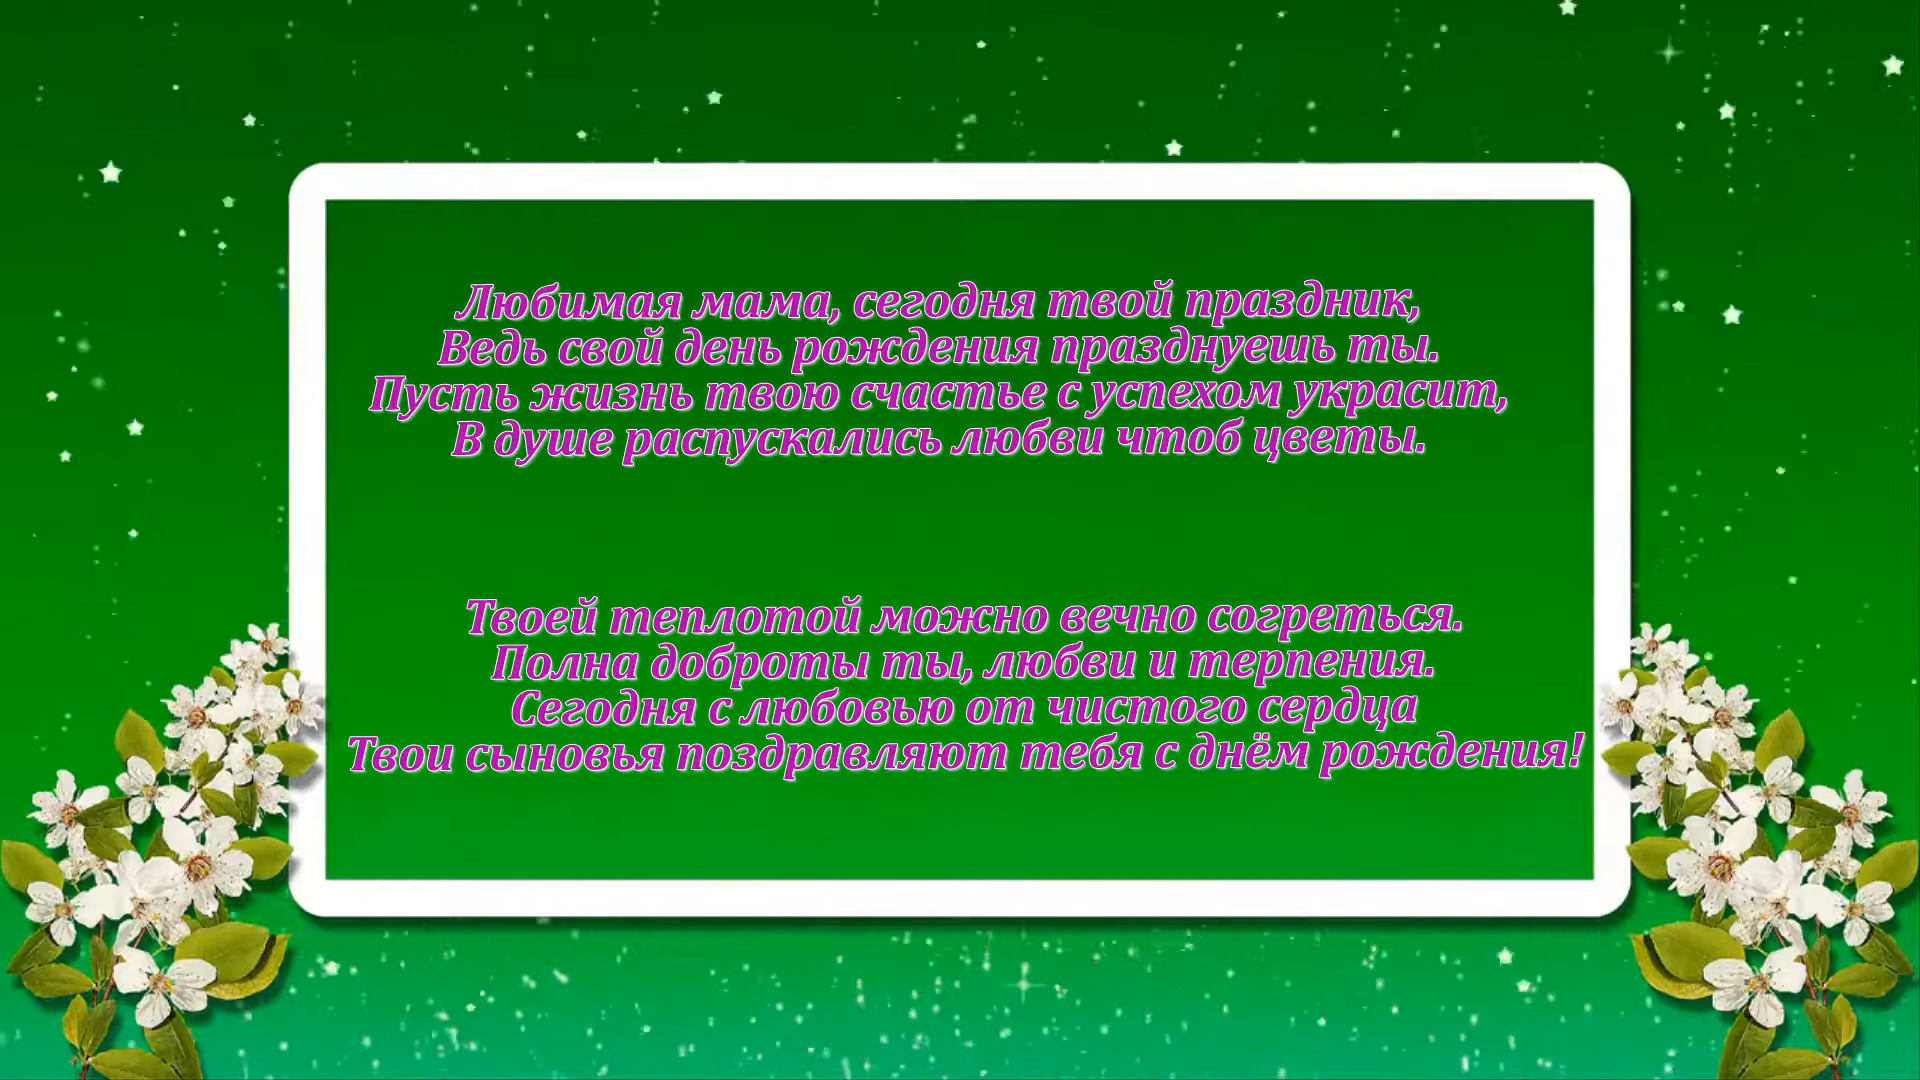 Любимая мама, сегодня твой праздник,
Ведь свой день рождения празднуешь ты.
Пусть жизнь твою счастье с успехом украсит,
В душе распускались любви чтоб цветы.
Твоей теплотой можно вечно согреться.
Полна доброты ты, любви и терпения.
Сегодня с любовью от чистого сердца
Твои сыновья поздравляют тебя с днём рождения!